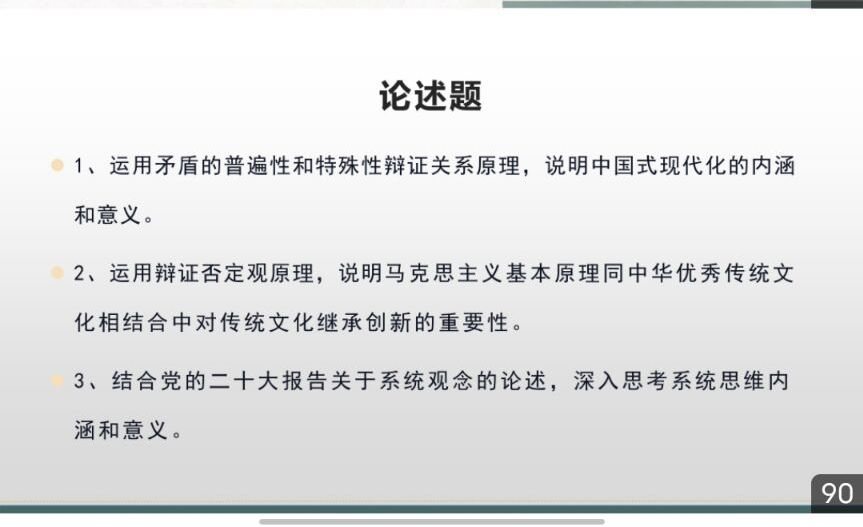 论述题
1、运用矛盾的普遍性和特殊性辩证关系原理，说明中国式现代化的内涵
和意义。
2、运用辩证否定观原理，说明马克思主义基本原理同中华优秀传统文
化相结合中对传统文化继承创新的重要性。
3、结合党的二十大报告关于系统观念的论述，深入思考系统思维内
涵和意义。
90